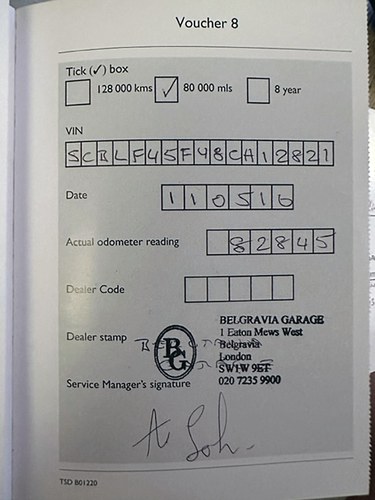 Voucher 8
Tick (✓) box
128 000 kms ✓ 80 000 mls 8 year
VIN
SCBLF45F48CH12821
Date
110516
Actual odometer reading
82845
Dealer Code
Dealer stamp
BG
BELGRAVIA GARAGE
1 Eaton Mews West
Belgravia
London
SW1W 9ET
020 7235 9900
Service Manager's signature
TSD B01220